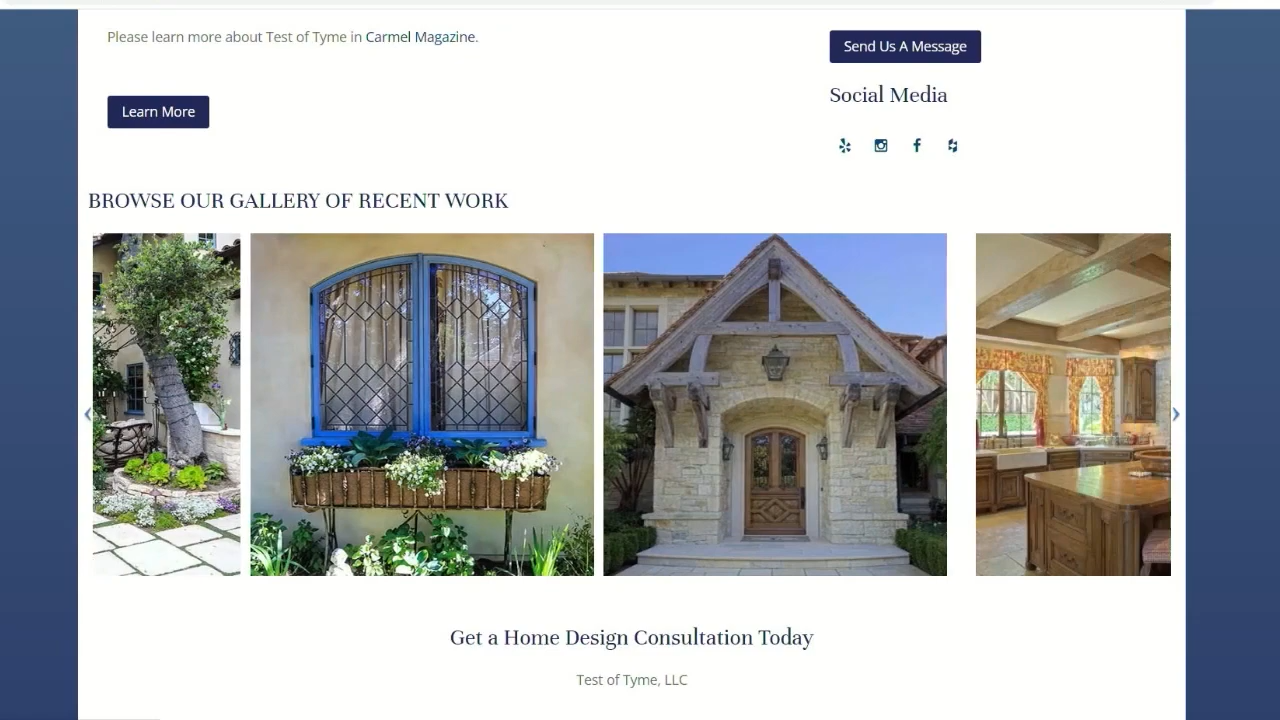 Please learn more about Test of Tyme in Carmel Magazine.
Learn More
Send Us A Message
Social Media
BROWSE OUR GALLERY OF RECENT WORK
Get a Home Design Consultation Today
Test of Tyme, LLC